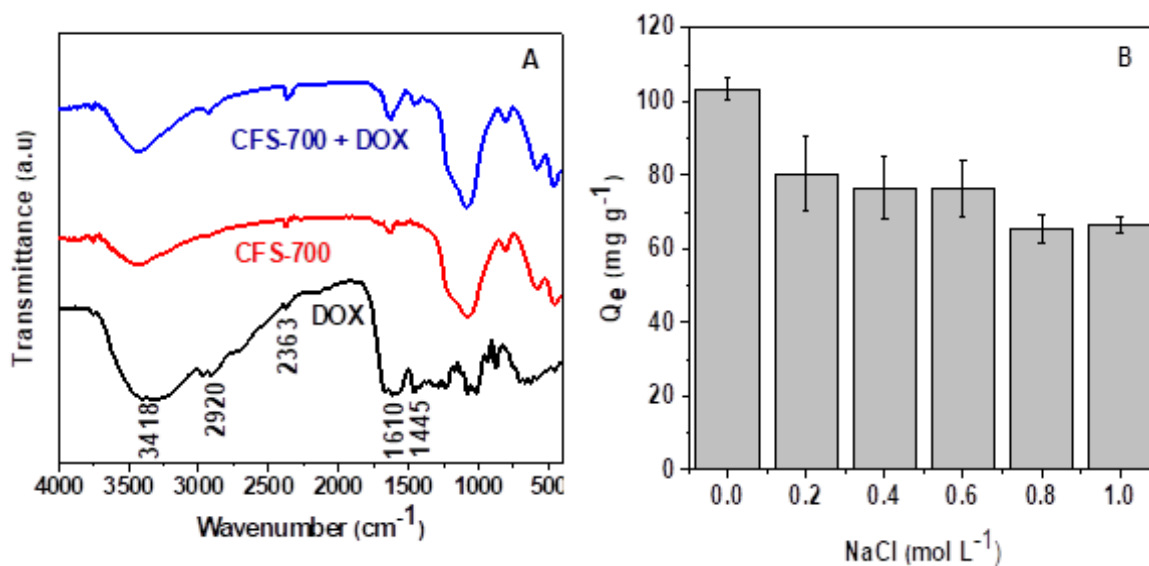 A
CFS-700 + DOX
CFS-700
DOX
3418
2920
2363
1610
1445
Transmittance (a.u)
4000 3500 3000 2500 2000 1500 1000 500
Wavenumber (cm⁻¹)
B
120
100
80
60
40
20
0
Qe (mg g⁻¹)
0.0 0.2 0.4 0.6 0.8 1.0
NaCl (mol L⁻¹)